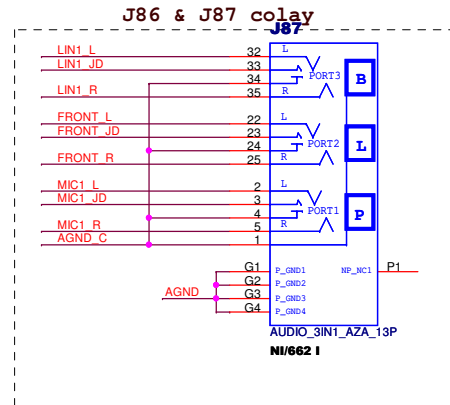 J86 & J87 colay
J87
LIN1_L 32 L
LIN1_JD 33
34 PORT3 B
LIN1_R 35 R
FRONT_L 22 L
FRONT_JD 23
24 PORT2 L
FRONT_R 25 R
MIC1_L 2 L
MIC1_JD 3
4 PORT1 P
MIC1_R 5 R
AGND_C 1
G1 P_GND1 NP_NC1 P1
G2 P_GND2
AGND G3 P_GND3
G4 P_GND4
AUDIO_3IN1_AZA_13P
NI/662 I